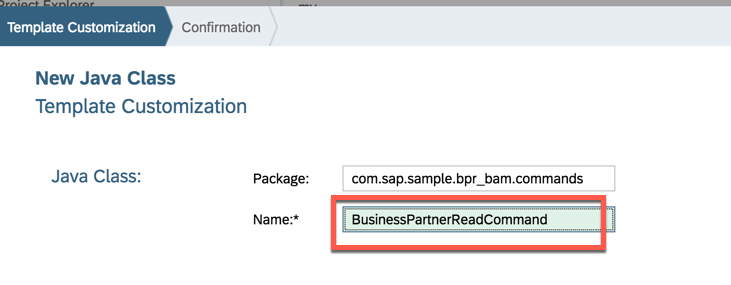 Project Explorer
Template Customization
Confirmation
New Java Class
Template Customization
Java Class:
Package:
com.sap.sample.bpr_bam.commands
Name:*
BusinessPartnerReadCommand